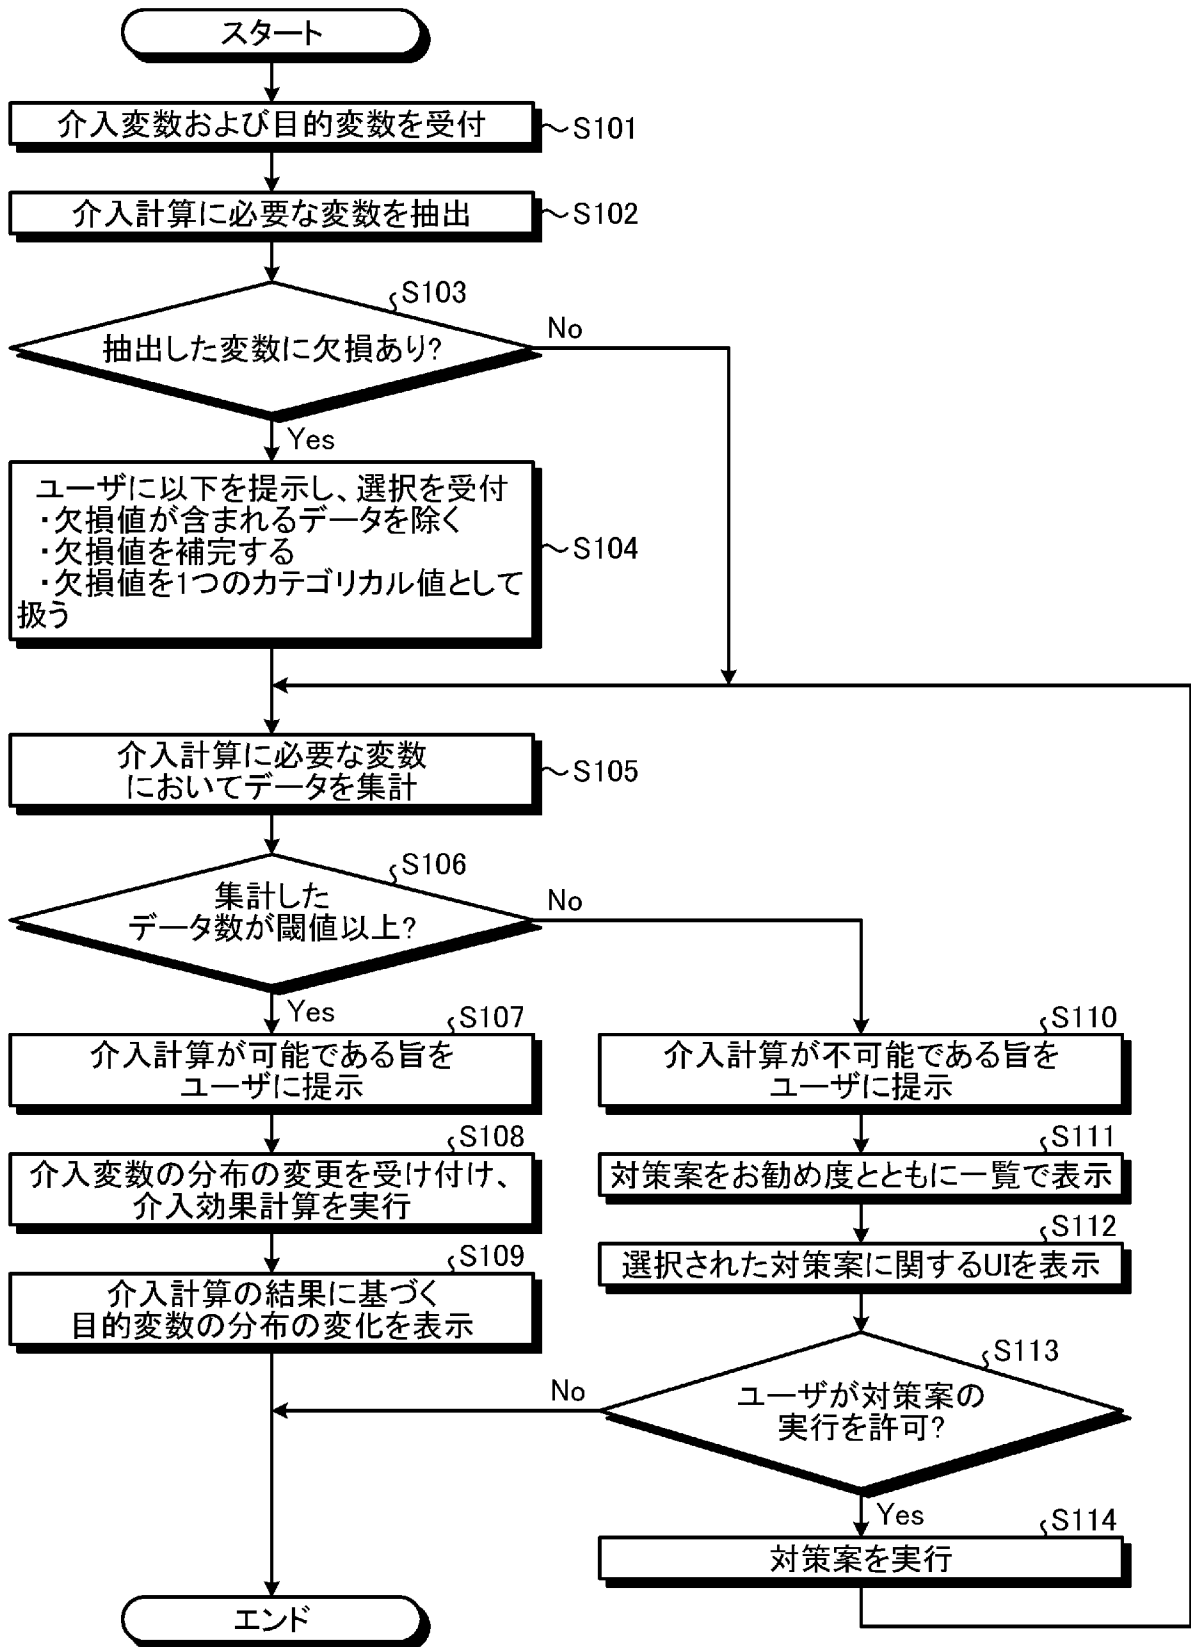 スタート
介入変数および目的変数を受付
S101
介入計算に必要な変数を抽出
S102
S103
抽出した変数に欠損あり?
No
Yes
ユーザに以下を提示し、選択を受付
・欠損値が含まれるデータを除く
・欠損値を補完する
・欠損値を1つのカテゴリカル値として
扱う
S104
介入計算に必要な変数
においてデータを集計
S105
S106
集計した
データ数が閾値以上?
No
Yes
S107
介入計算が可能である旨を
ユーザに提示
S108
介入変数の分布の変更を受け付け、
介入効果計算を実行
S109
介入計算の結果に基づく
目的変数の分布の変化を表示
S110
介入計算が不可能である旨を
ユーザに提示
S111
対策案をお勧め度とともに一覧で表示
S112
選択された対策案に関するUIを表示
S113
ユーザが対策案の
実行を許可?
No
Yes
S114
対策案を実行
エンド